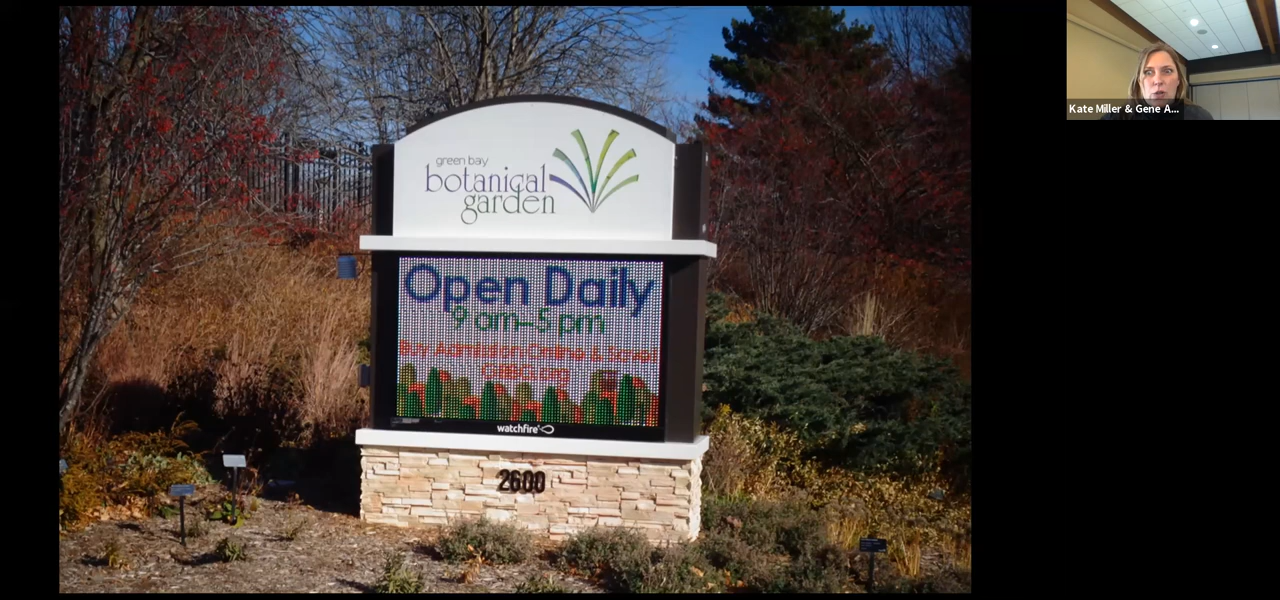 green bay
botanical
garden
Open Daily
9 am–5 pm
Buy Admission Online & Save!
GBBG.org
watchfire
2600
Kate Miller & Gene A...